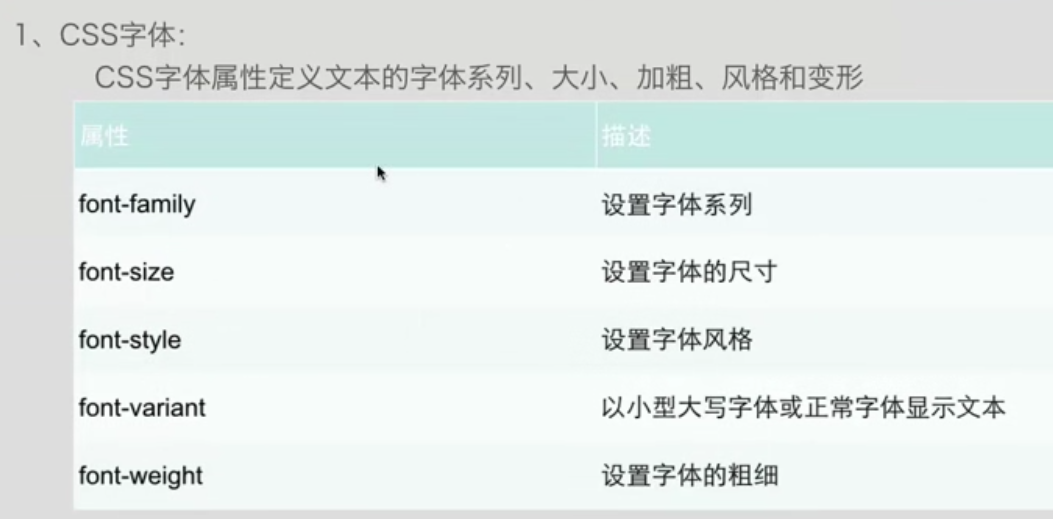 1、CSS字体：
CSS字体属性定义文本的字体系列、大小、加粗、风格和变形
属性 描述
font-family 设置字体系列
font-size 设置字体的尺寸
font-style 设置字体风格
font-variant 以小型大写字体或正常字体显示文本
font-weight 设置字体的粗细